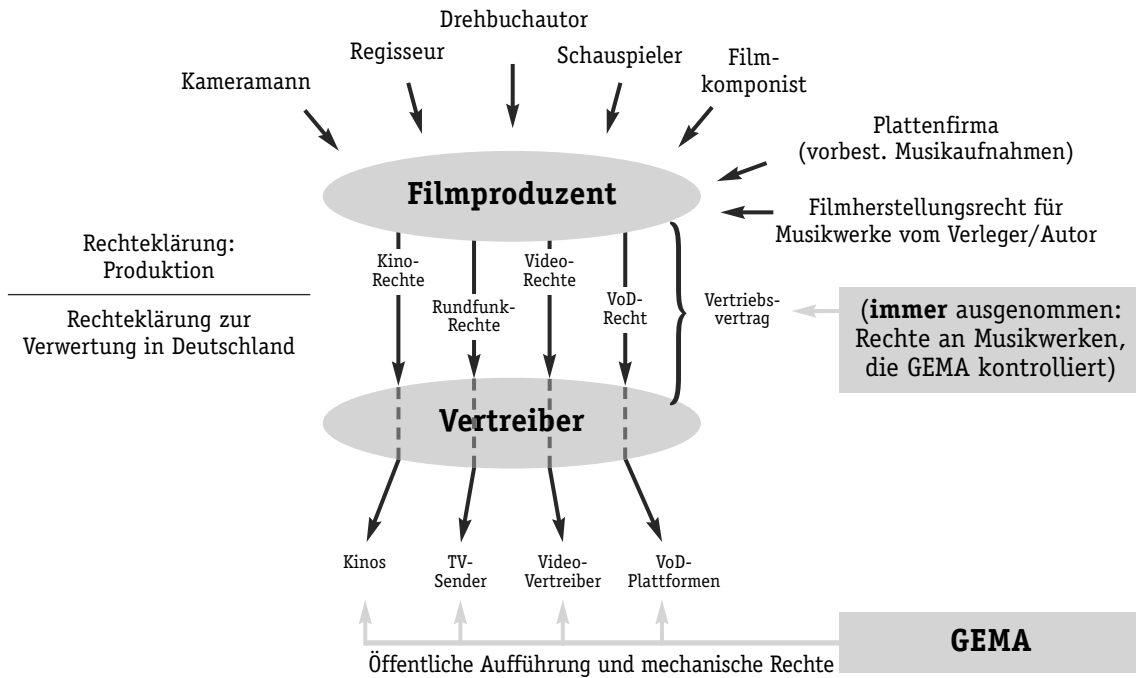 Drehbuchautor
Regisseur
Schauspieler
Film-
komponist
Kameramann
Plattenfirma
(vorbest. Musikaufnahmen)
Filmproduzent
Filmherstellungsrecht für
Musikwerke vom Verleger/Autor
Rechteklärung:
Produktion
Kino-
Rechte
Rundfunk-
Rechte
Video-
Rechte
VoD-
Recht
Vertriebs-
vertrag
(immer ausgenommen:
Rechte an Musikwerken,
die GEMA kontrolliert)
Rechteklärung zur
Verwertung in Deutschland
Vertreiber
Kinos
TV-
Sender
Video-
Vertreiber
VoD-
Plattformen
GEMA
Öffentliche Aufführung und mechanische Rechte